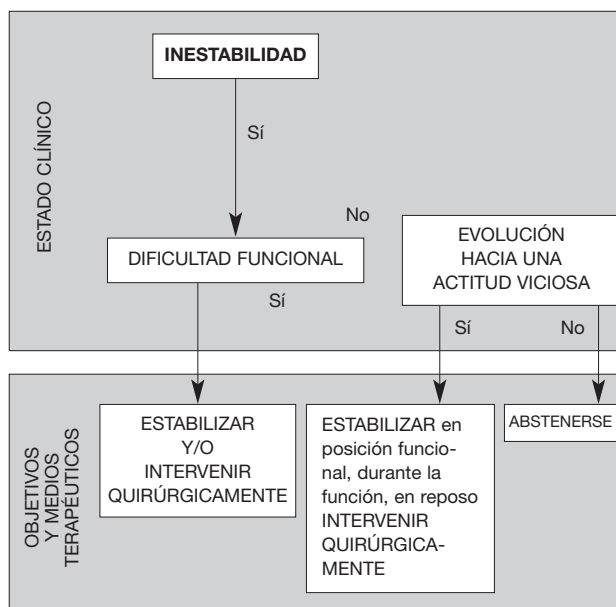 ESTADO CLÍNICO
INESTABILIDAD
Sí
No
DIFICULTAD FUNCIONAL
Sí
EVOLUCIÓN
HACIA UNA
ACTITUD VICIOSA
Sí
No
OBJETIVOS
Y MEDIOS
TERAPÉUTICOS
ESTABILIZAR
Y/O
INTERVENIR
QUIRÚRGICAMENTE
ESTABILIZAR en
posición funcio-
nal, durante la
función, en reposo
INTERVENIR
QUIRÚRGICA-
MENTE
ABSTENERSE